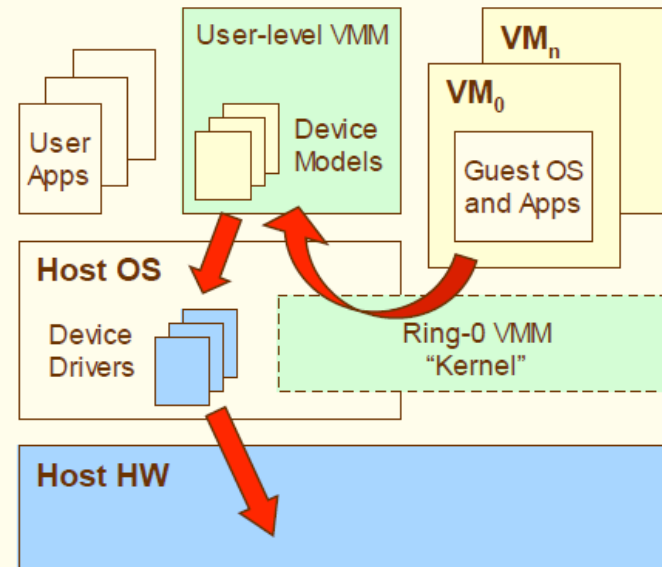 User-level VMM
VMₙ
VM₀
User
Apps
Device
Models
Guest OS
and Apps
Host OS
Device
Drivers
Ring-0 VMM
“Kernel”
Host HW